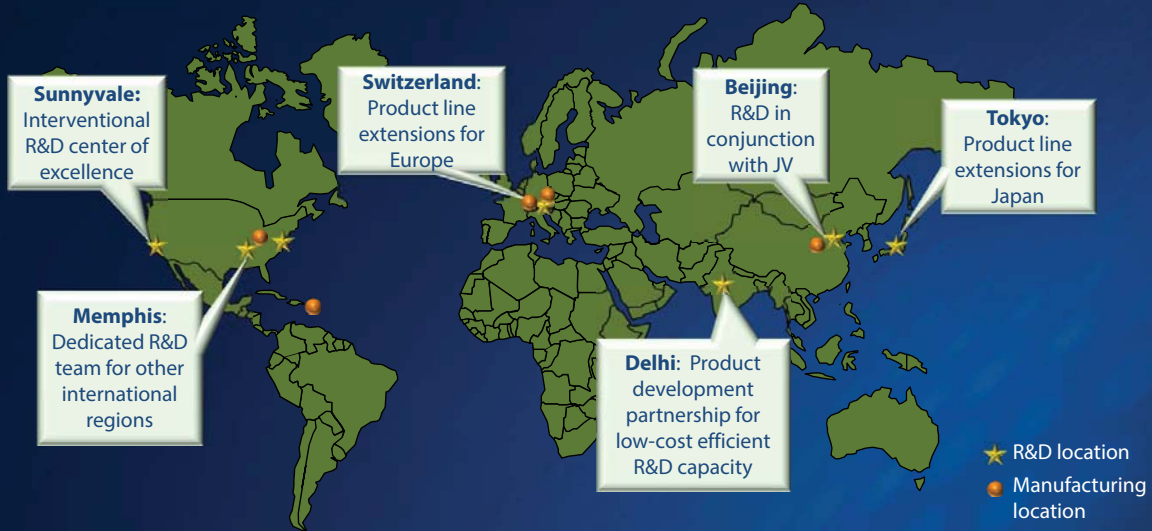 Sunnyvale:
Interventional
R&D center of
excellence
Switzerland:
Product line
extensions for
Europe
Beijing:
R&D in
conjunction
with JV
Tokyo:
Product line
extensions for
Japan
Memphis:
Dedicated R&D
team for other
international
regions
Delhi: Product
development
partnership for
low-cost efficient
R&D capacity
R&D location
Manufacturing
location